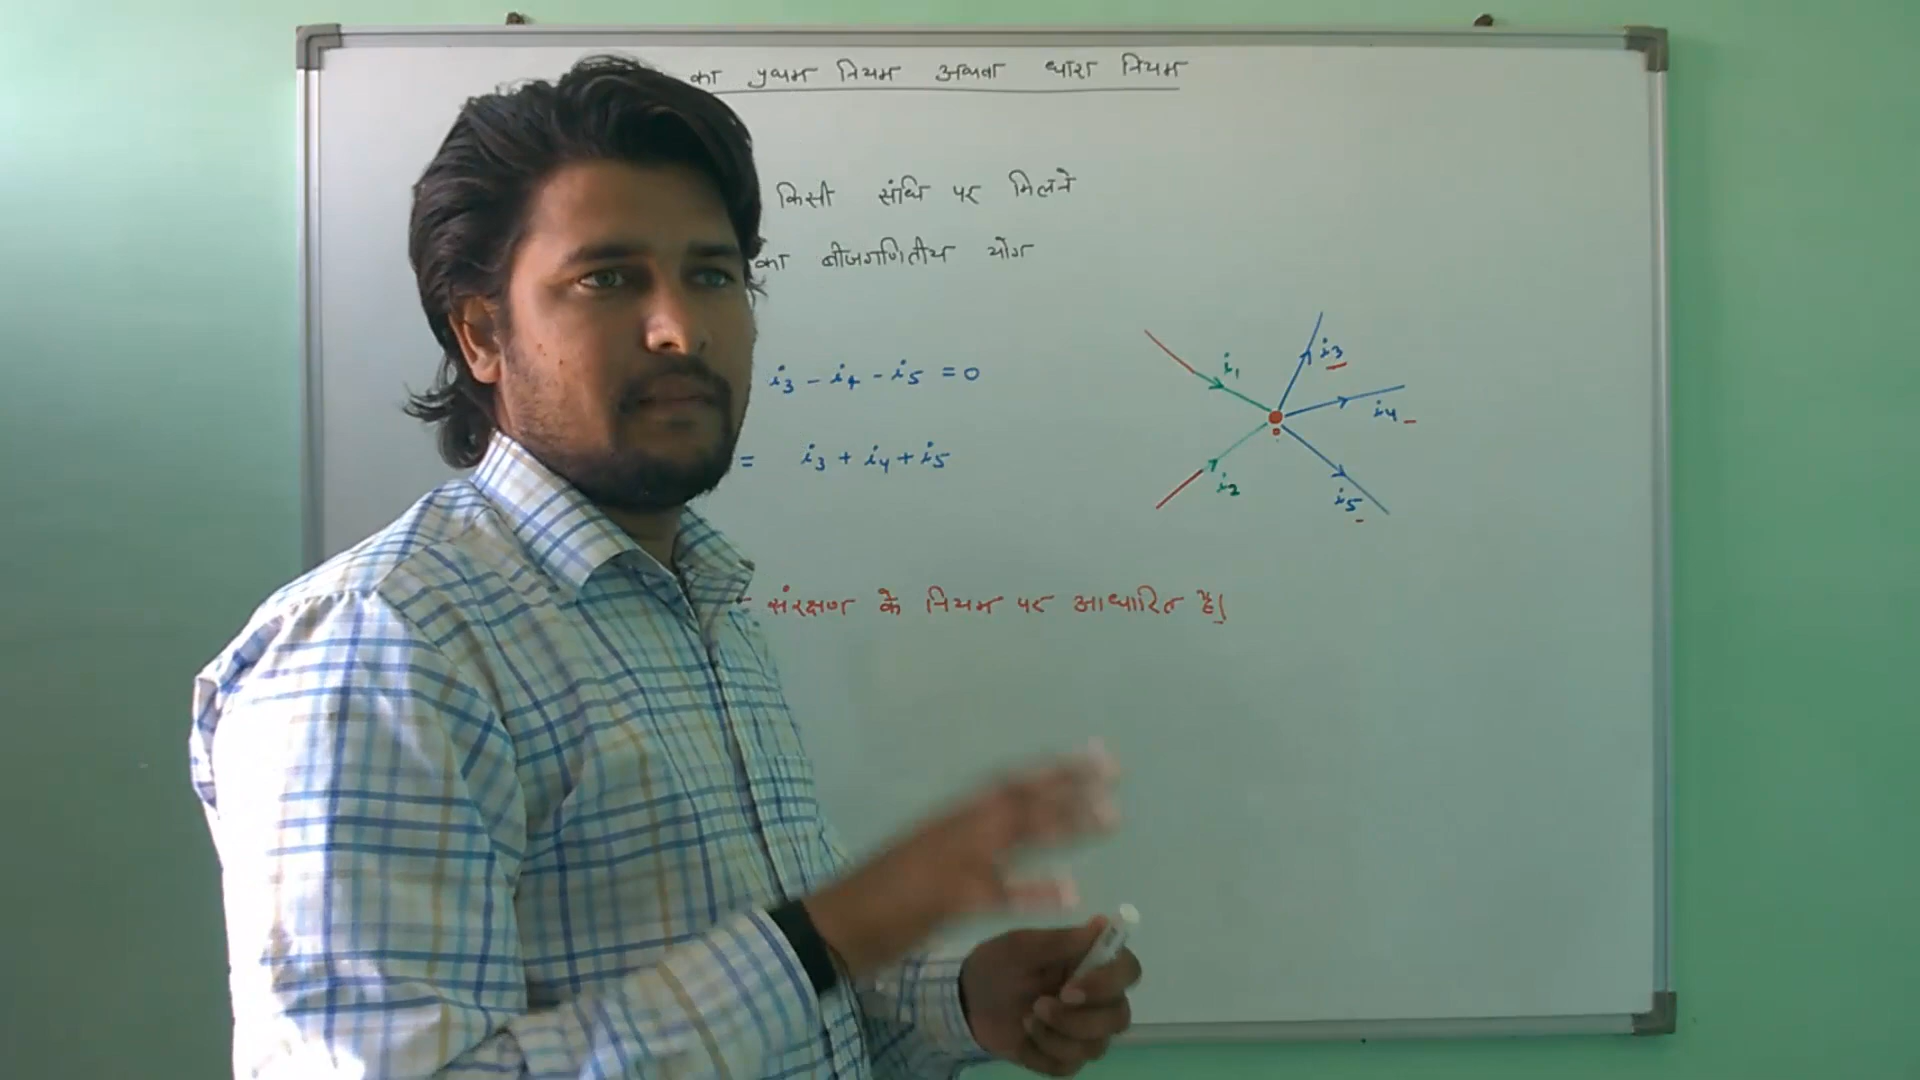 का प्रथम नियम अथवा धारा नियम
किसी संधि पर मिलने
का बीजगणितीय योग
i3 - i4 - i5 = 0
= i3 + i4 + i5
संरक्षण के नियम पर आधारित है।
i1
i3
i4
i2
i5